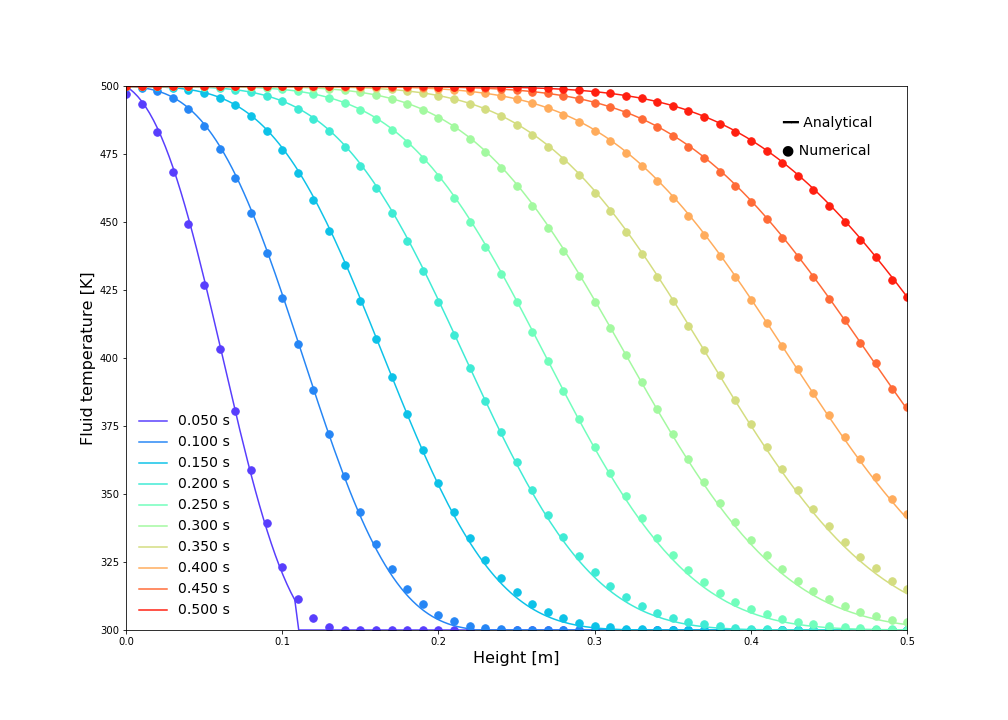 500
475
450
425
400
375
350
325
300
Fluid temperature [K]
Analytical
Numerical
0.050 s
0.100 s
0.150 s
0.200 s
0.250 s
0.300 s
0.350 s
0.400 s
0.450 s
0.500 s
0.0 0.1 0.2 0.3 0.4 0.5
Height [m]